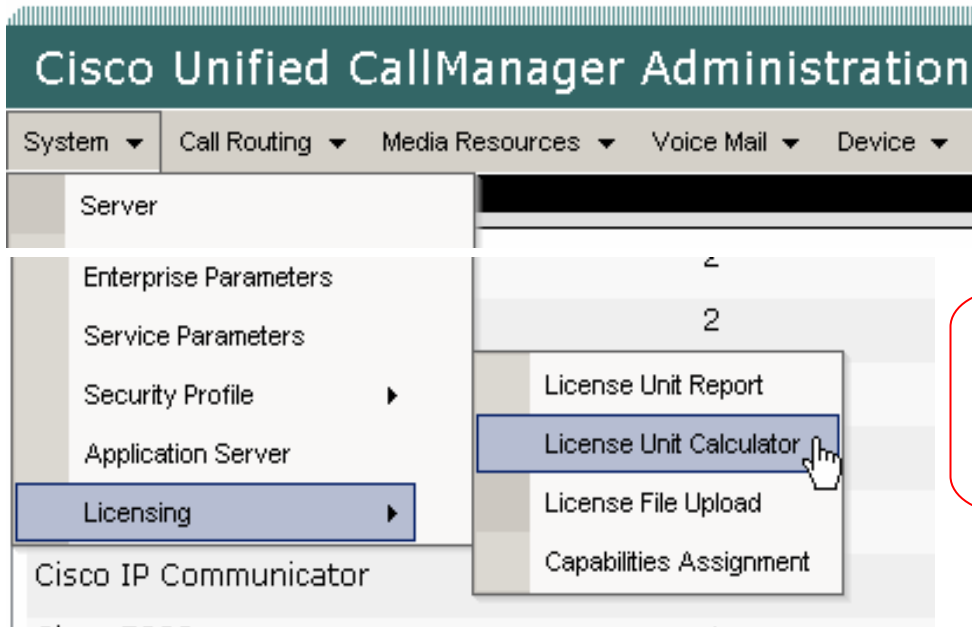 Cisco Unified CallManager Administration
System Call Routing Media Resources Voice Mail Device
Server
Enterprise Parameters
Service Parameters 2
Security Profile
Application Server
Licensing
License Unit Report
License Unit Calculator
License File Upload
Capabilities Assignment
Cisco IP Communicator